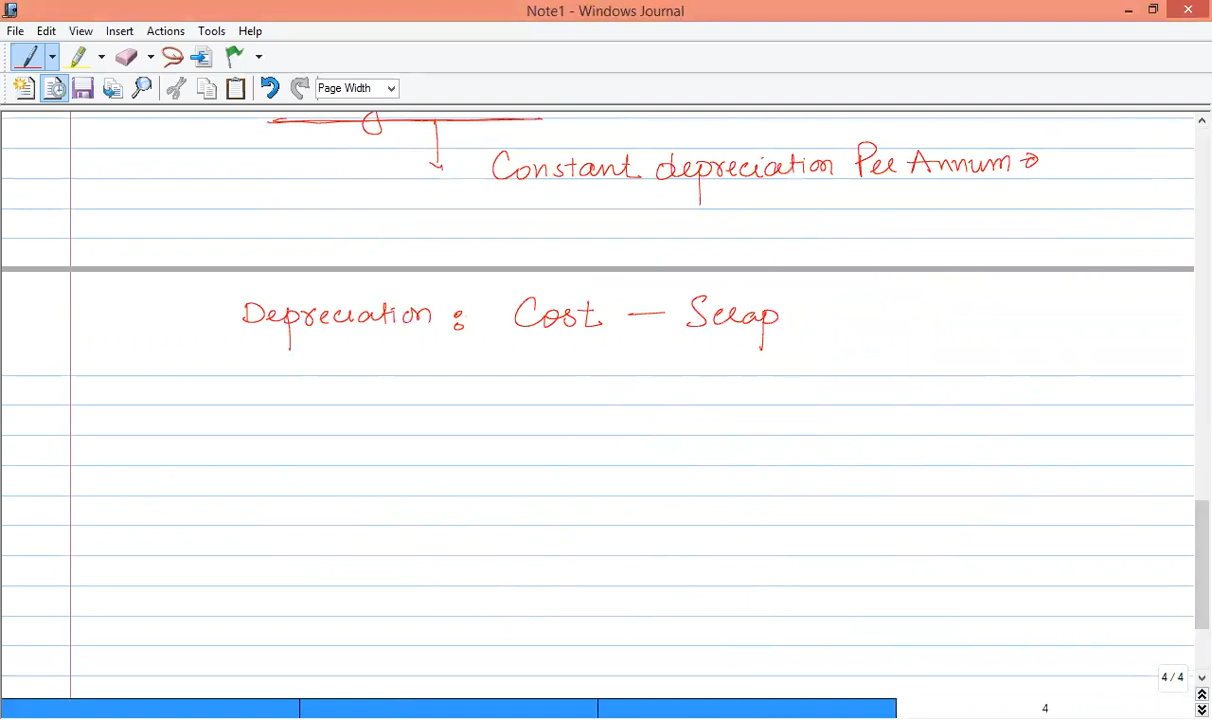 Note1 - Windows Journal
File Edit View Insert Actions Tools Help
Page Width
Constant depreciation Per Annum →
Depreciation : Cost — Scrap
4 / 4
4